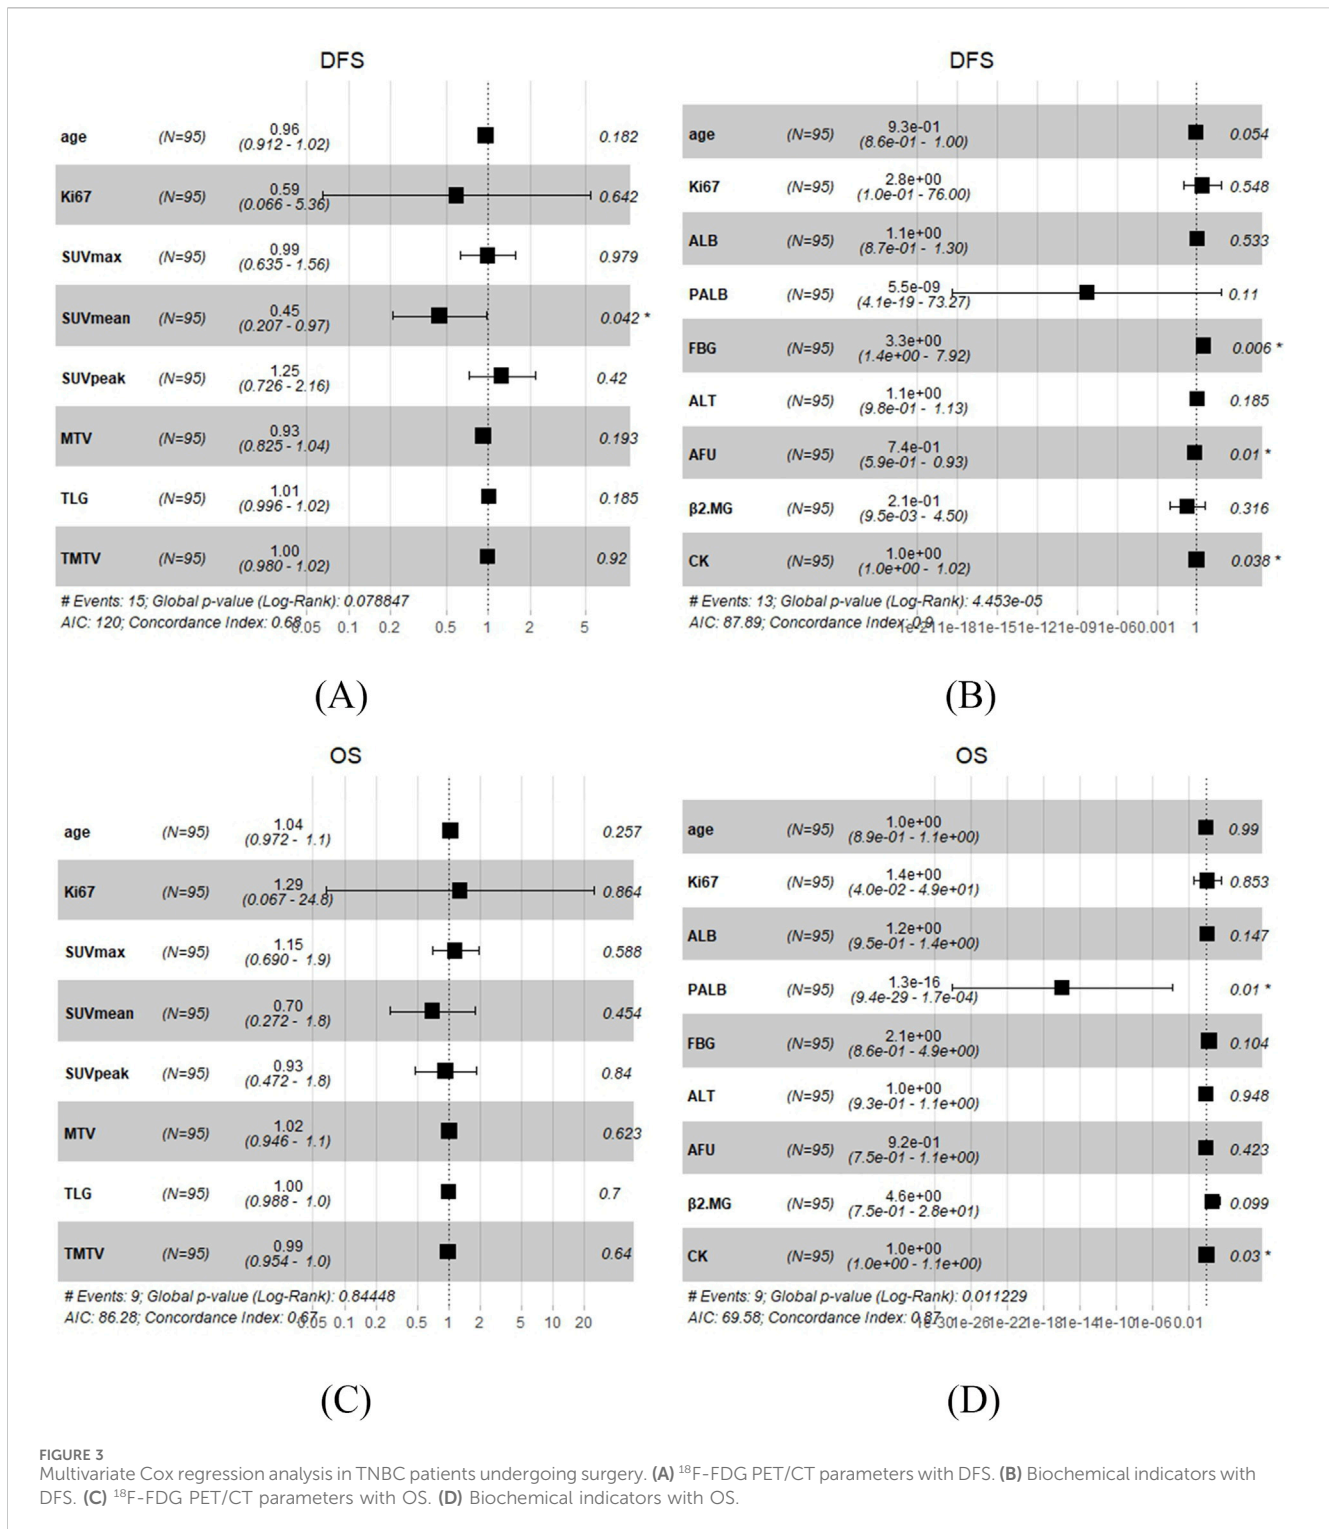 DFS
age (N=95) 0.96 (0.912 - 1.02) 0.182
Ki67 (N=95) 0.59 (0.066 - 5.36) 0.642
SUVmax (N=95) 0.99 (0.635 - 1.56) 0.979
SUVmean (N=95) 0.45 (0.207 - 0.97) 0.042 *
SUVpeak (N=95) 1.25 (0.726 - 2.16) 0.42
MTV (N=95) 0.93 (0.825 - 1.04) 0.193
TLG (N=95) 1.01 (0.996 - 1.02) 0.185
TMTV (N=95) 1.00 (0.980 - 1.02) 0.92
# Events: 15; Global p-value (Log-Rank): 0.078847
AIC: 120; Concordance Index: 0.68
0.05 0.1 0.2 0.5 1 2 5
(A)
DFS
age (N=95) 9.3e-01 (8.6e-01 - 1.00) 0.054
Ki67 (N=95) 2.8e+00 (1.0e-01 - 76.00) 0.548
ALB (N=95) 1.1e+00 (8.7e-01 - 1.30) 0.533
PALB (N=95) 5.5e-09 (4.1e-19 - 73.27) 0.11
FBG (N=95) 3.3e+00 (1.4e+00 - 7.92) 0.006 *
ALT (N=95) 1.1e+00 (9.8e-01 - 1.13) 0.185
AFU (N=95) 7.4e-01 (5.9e-01 - 0.93) 0.01 *
β2.MG (N=95) 2.1e-01 (9.5e-03 - 4.50) 0.316
CK (N=95) 1.0e+00 (1.0e+00 - 1.02) 0.038 *
# Events: 13; Global p-value (Log-Rank): 4.453e-05
AIC: 87.89; Concordance Index: 0.9
1e-21 1e-18 1e-15 1e-12 1e-09 1e-06 0.001 1
(B)
OS
age (N=95) 1.04 (0.972 - 1.1) 0.257
Ki67 (N=95) 1.29 (0.067 - 24.8) 0.864
SUVmax (N=95) 1.15 (0.690 - 1.9) 0.588
SUVmean (N=95) 0.70 (0.272 - 1.8) 0.454
SUVpeak (N=95) 0.93 (0.472 - 1.8) 0.84
MTV (N=95) 1.02 (0.946 - 1.1) 0.623
TLG (N=95) 1.00 (0.988 - 1.0) 0.7
TMTV (N=95) 0.99 (0.954 - 1.0) 0.64
# Events: 9; Global p-value (Log-Rank): 0.84448
AIC: 86.28; Concordance Index: 0.67
0.05 0.1 0.2 0.5 1 2 5 10 20
(C)
OS
age (N=95) 1.0e+00 (8.9e-01 - 1.1e+00) 0.99
Ki67 (N=95) 1.4e+00 (4.0e-02 - 4.9e+01) 0.853
ALB (N=95) 1.2e+00 (9.5e-01 - 1.4e+00) 0.147
PALB (N=95) 1.3e-16 (9.4e-29 - 1.7e-04) 0.01 *
FBG (N=95) 2.1e+00 (8.6e-01 - 4.9e+00) 0.104
ALT (N=95) 1.0e+00 (9.3e-01 - 1.1e+00) 0.948
AFU (N=95) 9.2e-01 (7.5e-01 - 1.1e+00) 0.423
β2.MG (N=95) 4.6e+00 (7.5e-01 - 2.8e+01) 0.099
CK (N=95) 1.0e+00 (1.0e+00 - 1.1e+00) 0.03 *
# Events: 9; Global p-value (Log-Rank): 0.011229
AIC: 69.58; Concordance Index: 0.87
1e-30 1e-26 1e-22 1e-18 1e-14 1e-10 1e-06 0.01
(D)
FIGURE 3
Multivariate Cox regression analysis in TNBC patients undergoing surgery. (A) ¹⁸F-FDG PET/CT parameters with DFS. (B) Biochemical indicators with
DFS. (C) ¹⁸F-FDG PET/CT parameters with OS. (D) Biochemical indicators with OS.